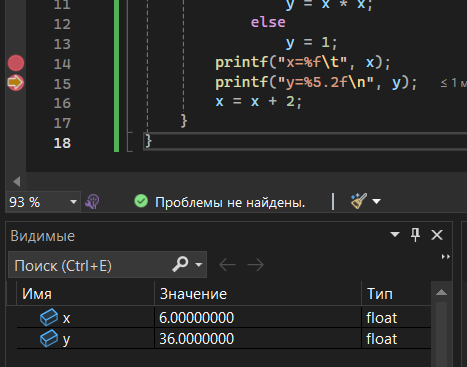 11 y = x * x;
12 else
13 y = 1;
14 printf("x=%f\t", x);
15 printf("y=%5.2f\n", y); ≤ 1 м
16 x = x + 2;
17 }
18 }
93 % Проблемы не найдены.
Видимые
Поиск (Ctrl+E)
Имя Значение Тип
x 6.00000000 float
y 36.0000000 float